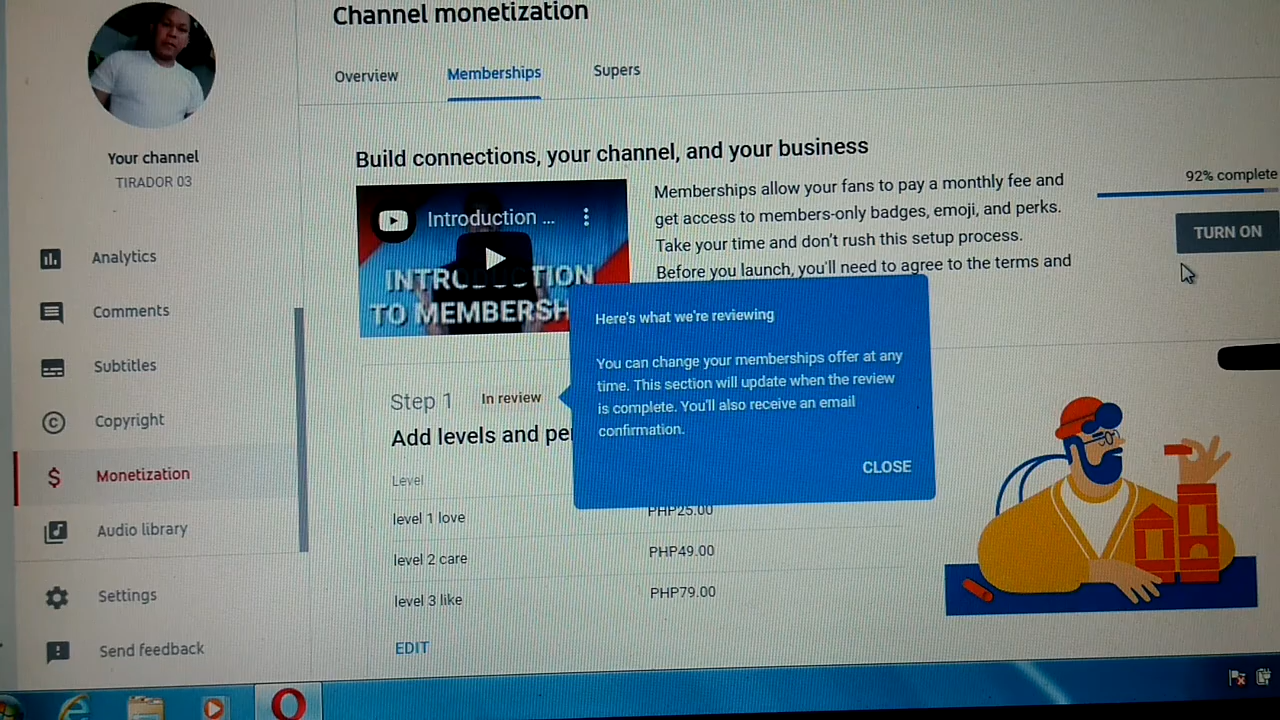 Channel monetization
Overview
Memberships
Supers
Your channel
TIRADOR 03
Analytics
Comments
Subtitles
Copyright
Monetization
Audio library
Settings
Send feedback
Build connections, your channel, and your business
Introduction ...
INTRODUCTION
TO MEMBERSH
Memberships allow your fans to pay a monthly fee and
get access to members-only badges, emoji, and perks.
Take your time and don't rush this setup process.
Before you launch, you'll need to agree to the terms and
92% complete
TURN ON
Here's what we're reviewing
You can change your memberships offer at any
time. This section will update when the review
is complete. You'll also receive an email
confirmation.
CLOSE
Step 1
In review
Add levels and pe
Level
level 1 love
PHP25.00
level 2 care
PHP49.00
level 3 like
PHP79.00
EDIT